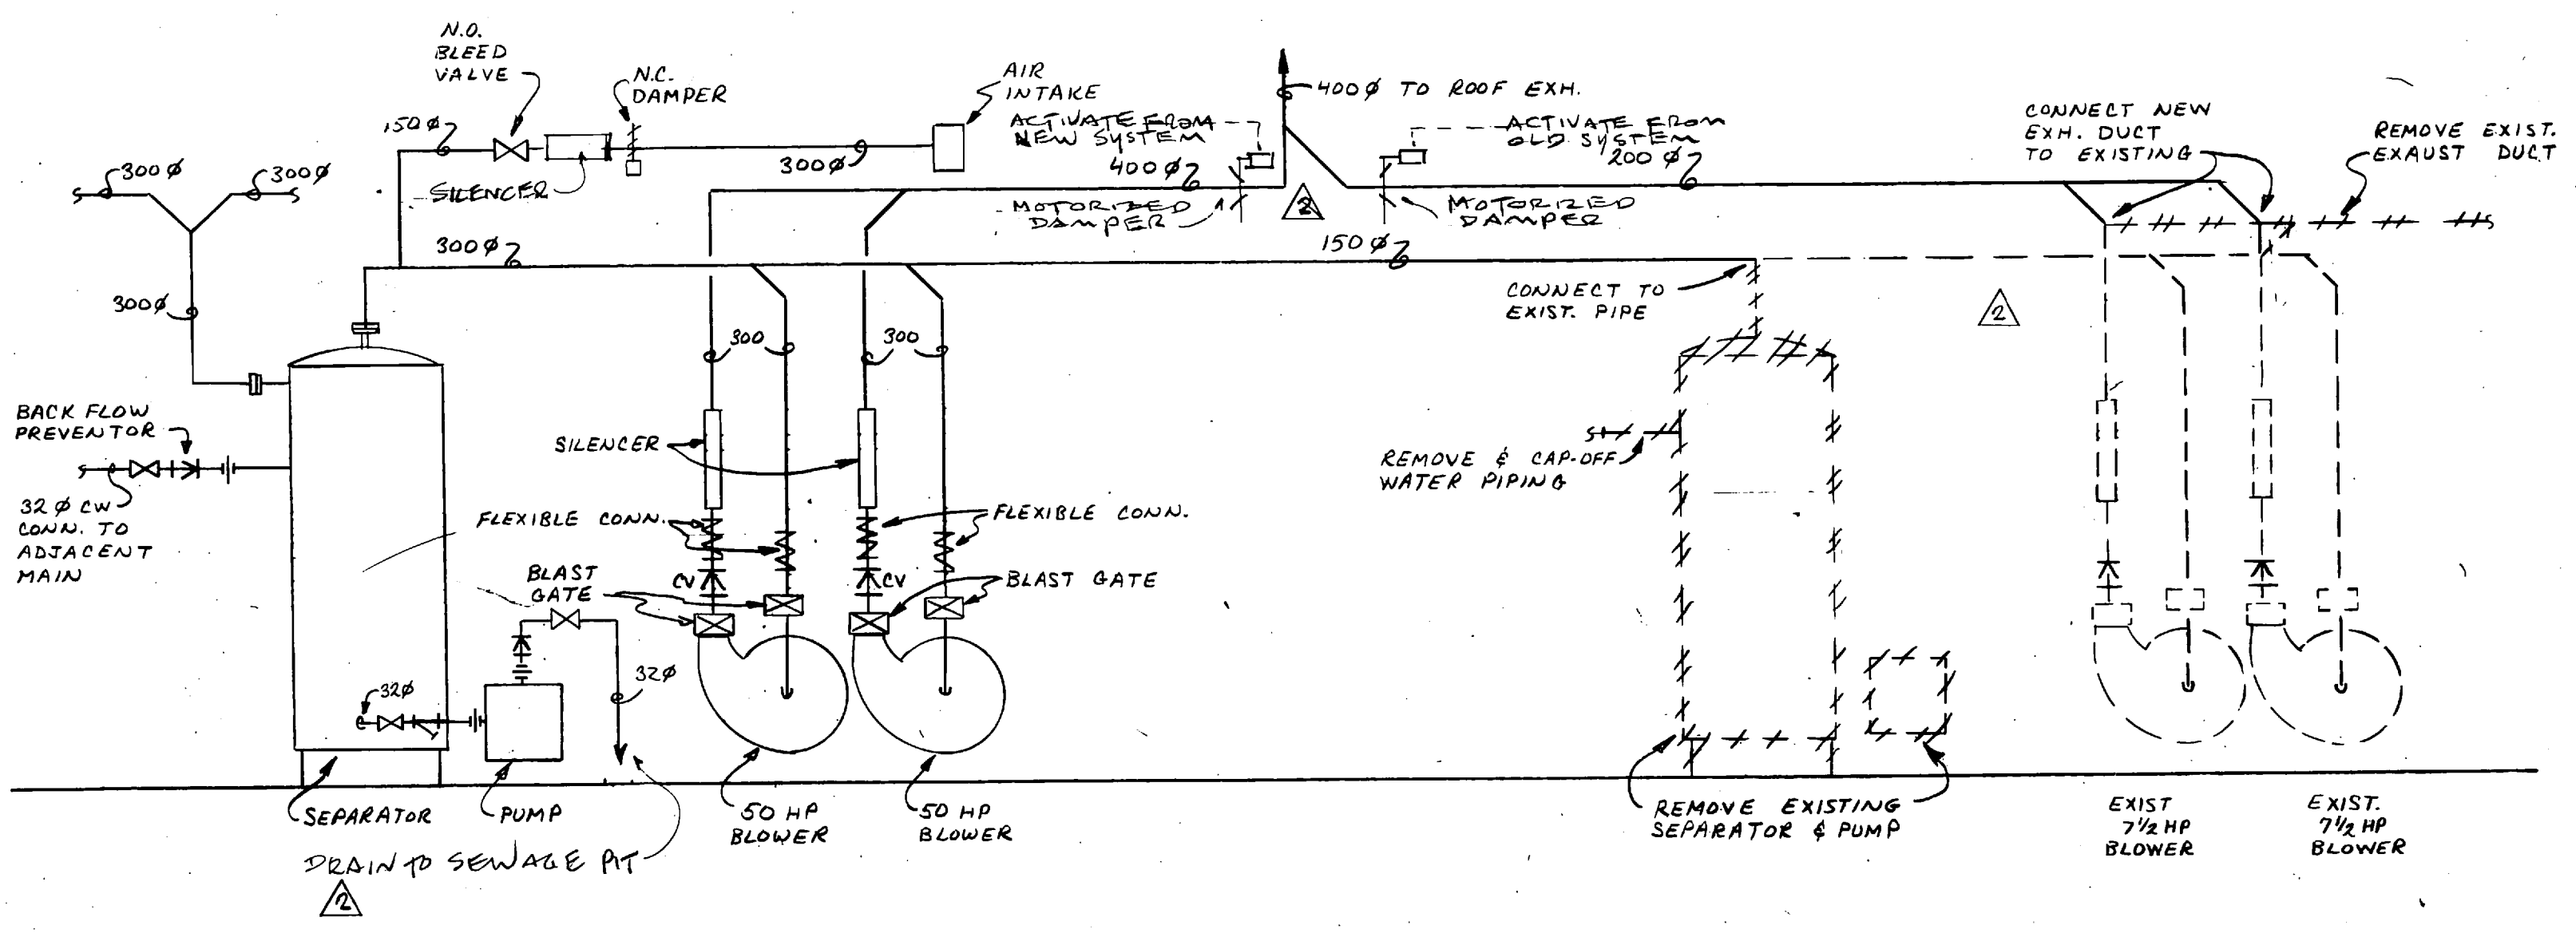 N.O.
BLEED
VALVE
N.C.
DAMPER
AIR
INTAKE
150ø
SILENCER
300ø
300ø
300ø
300ø
300ø
BACK FLOW
PREVENTOR
32ø CW
CONN. TO
ADJACENT
MAIN
400ø TO ROOF EXH.
ACTIVATE FROM
NEW SYSTEM
400ø
MOTORIZED
DAMPER
2
ACTIVATE FROM
OLD SYSTEM
200ø
MOTORIZED
DAMPER
CONNECT NEW
EXH. DUCT
TO EXISTING
REMOVE EXIST.
EXAUST DUCT
150ø
CONNECT TO
EXIST. PIPE
2
300
300
SILENCER
FLEXIBLE CONN.
FLEXIBLE CONN.
BLAST
GATE
CV
CV
BLAST GATE
REMOVE & CAP-OFF
WATER PIPING
32ø
32ø
SEPARATOR
PUMP
DRAIN TO SEWAGE PIT
2
50 HP
BLOWER
50 HP
BLOWER
REMOVE EXISTING
SEPARATOR & PUMP
EXIST
7½ HP
BLOWER
EXIST.
7½ HP
BLOWER